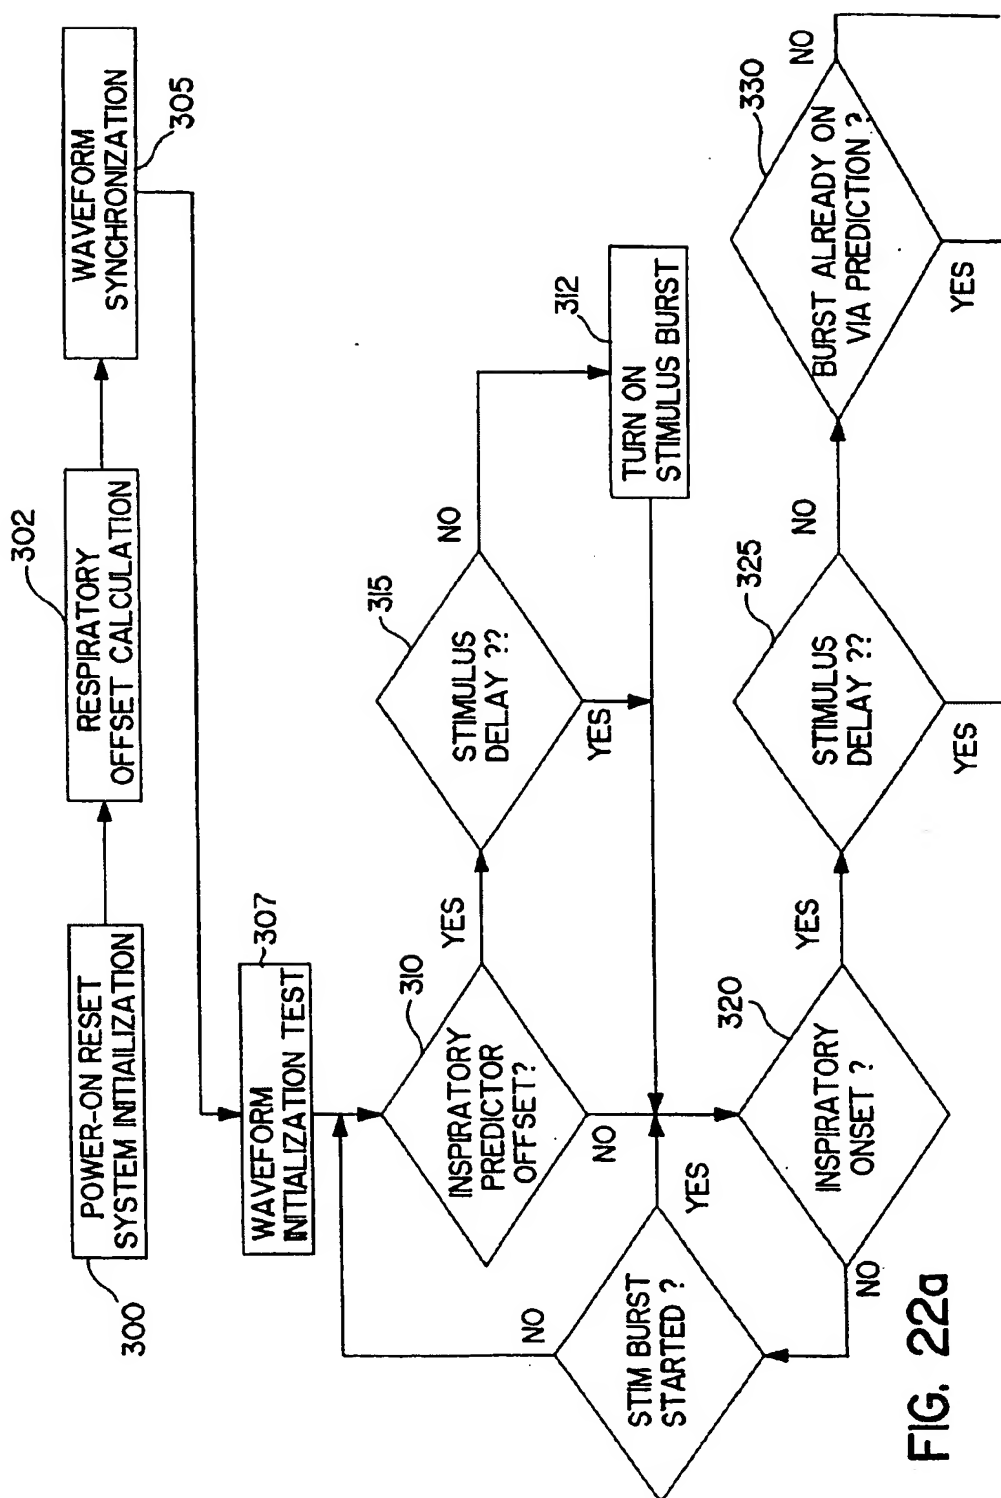 POWER-ON RESET
SYSTEM INITIAILIZATION
300
RESPIRATORY
OFFSET CALCULATION
302
WAVEFORM
SYNCHRONIZATION
305
WAVEFORM
INITIALIZATION TEST
307
INSPIRATORY
PREDICTOR
OFFSET?
310
YES
NO
STIMULUS
DELAY ??
315
NO
YES
TURN ON
STIMULUS BURST
312
STIM BURST
STARTED ?
NO
YES
INSPIRATORY
ONSET ?
320
YES
NO
STIMULUS
DELAY ??
325
NO
YES
BURST ALREADY ON
VIA PREDICTION ?
330
NO
YES
FIG. 22a